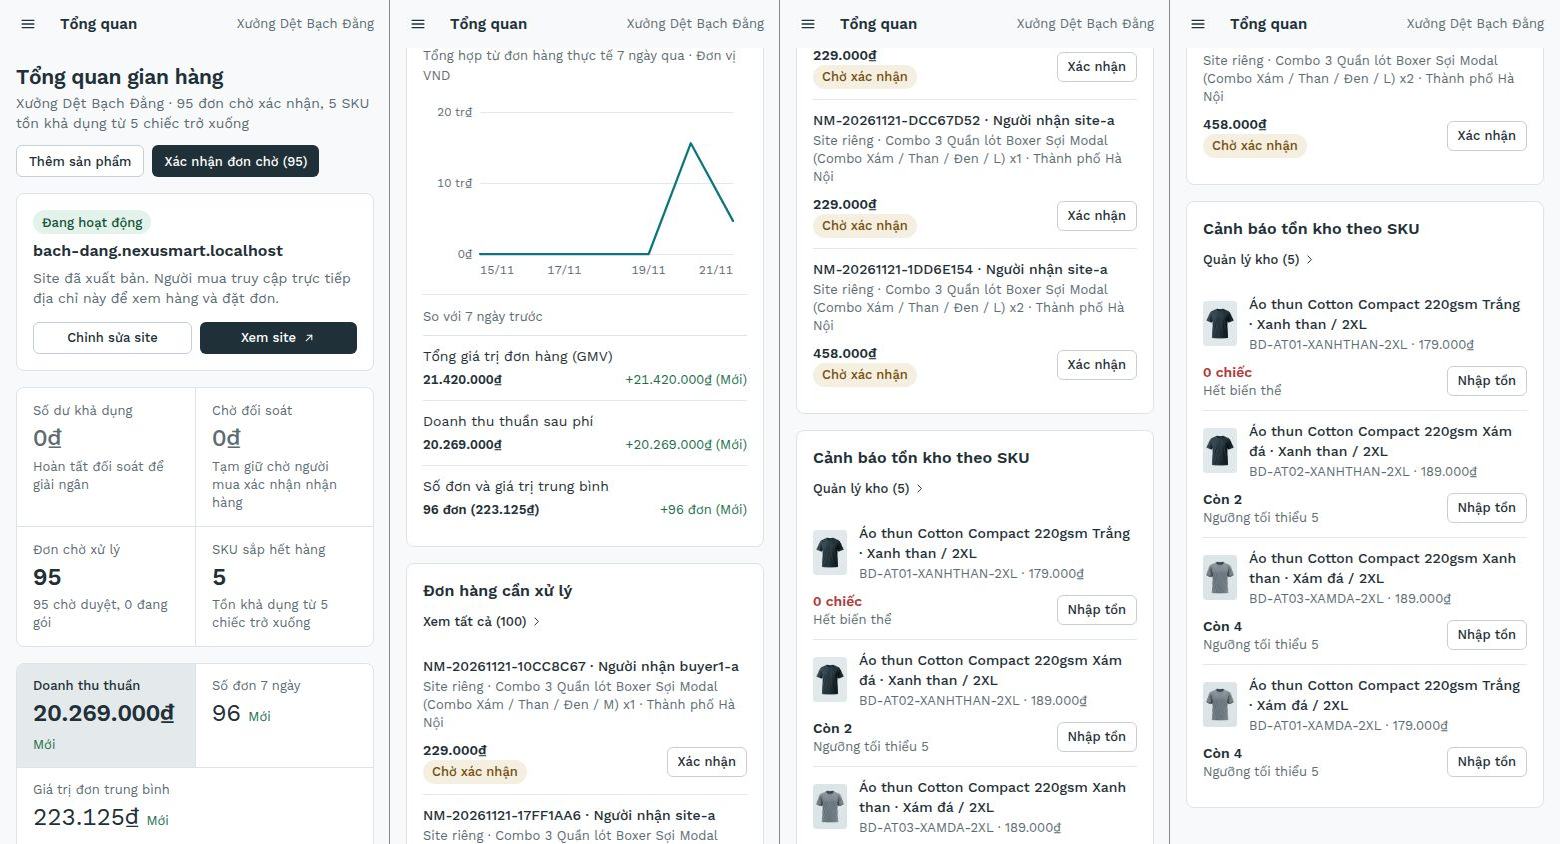 Tổng quan
Xưởng Dệt Bạch Đằng
Tổng quan gian hàng
Xưởng Dệt Bạch Đằng · 95 đơn chờ xác nhận, 5 SKU
tồn khả dụng từ 5 chiếc trở xuống
Thêm sản phẩm
Xác nhận đơn chờ (95)
Đang hoạt động
bach-dang.nexusmart.localhost
Site đã xuất bản. Người mua truy cập trực tiếp
địa chỉ này để xem hàng và đặt đơn.
Chỉnh sửa site
Xem site
Số dư khả dụng
0₫
Hoàn tất đối soát để
giải ngân
Chờ đối soát
0₫
Tạm giữ chờ người
mua xác nhận nhận
hàng
Đơn chờ xử lý
95
95 chờ duyệt, 0 đang
gói
SKU sắp hết hàng
5
Tồn khả dụng từ 5
chiếc trở xuống
Doanh thu thuần
20.269.000₫
Mới
Số đơn 7 ngày
96 Mới
Giá trị đơn trung bình
223.125₫ Mới
Tổng quan
Xưởng Dệt Bạch Đằng
Tổng hợp từ đơn hàng thực tế 7 ngày qua · Đơn vị
VND
20 tr₫
10 tr₫
0₫
15/11
17/11
19/11
21/11
So với 7 ngày trước
Tổng giá trị đơn hàng (GMV)
21.420.000₫
+21.420.000₫ (Mới)
Doanh thu thuần sau phí
20.269.000₫
+20.269.000₫ (Mới)
Số đơn và giá trị trung bình
96 đơn (223.125₫)
+96 đơn (Mới)
Đơn hàng cần xử lý
Xem tất cả (100)
NM-20261121-10CC8C67 · Người nhận buyer1-a
Site riêng · Combo 3 Quần lót Boxer Sợi Modal
(Combo Xám / Than / Đen / M) x1 · Thành phố Hà
Nội
229.000₫
Chờ xác nhận
Xác nhận
NM-20261121-17FF1AA6 · Người nhận site-a
Site riêng · Combo 3 Quần lót Boxer Sợi Modal
Tổng quan
Xưởng Dệt Bạch Đằng
229.000₫
Chờ xác nhận
Xác nhận
NM-20261121-DCC67D52 · Người nhận site-a
Site riêng · Combo 3 Quần lót Boxer Sợi Modal
(Combo Xám / Than / Đen / L) x1 · Thành phố Hà
Nội
229.000₫
Chờ xác nhận
Xác nhận
NM-20261121-1DD6E154 · Người nhận site-a
Site riêng · Combo 3 Quần lót Boxer Sợi Modal
(Combo Xám / Than / Đen / L) x2 · Thành phố Hà
Nội
458.000₫
Chờ xác nhận
Xác nhận
Cảnh báo tồn kho theo SKU
Quản lý kho (5)
Áo thun Cotton Compact 220gsm Trắng
· Xanh than / 2XL
BD-AT01-XANHTHAN-2XL · 179.000₫
0 chiếc
Hết biến thể
Nhập tồn
Áo thun Cotton Compact 220gsm Xám
đá · Xanh than / 2XL
BD-AT02-XANHTHAN-2XL · 189.000₫
Còn 2
Ngưỡng tối thiểu 5
Nhập tồn
Áo thun Cotton Compact 220gsm Xanh
than · Xám đá / 2XL
BD-AT03-XAMDA-2XL · 189.000₫
Tổng quan
Xưởng Dệt Bạch Đằng
Site riêng · Combo 3 Quần lót Boxer Sợi Modal
(Combo Xám / Than / Đen / L) x2 · Thành phố Hà
Nội
458.000₫
Chờ xác nhận
Xác nhận
Cảnh báo tồn kho theo SKU
Quản lý kho (5)
Áo thun Cotton Compact 220gsm Trắng
· Xanh than / 2XL
BD-AT01-XANHTHAN-2XL · 179.000₫
0 chiếc
Hết biến thể
Nhập tồn
Áo thun Cotton Compact 220gsm Xám
đá · Xanh than / 2XL
BD-AT02-XANHTHAN-2XL · 189.000₫
Còn 2
Ngưỡng tối thiểu 5
Nhập tồn
Áo thun Cotton Compact 220gsm Xanh
than · Xám đá / 2XL
BD-AT03-XAMDA-2XL · 189.000₫
Còn 4
Ngưỡng tối thiểu 5
Nhập tồn
Áo thun Cotton Compact 220gsm Trắng
· Xám đá / 2XL
BD-AT01-XAMDA-2XL · 179.000₫
Còn 4
Ngưỡng tối thiểu 5
Nhập tồn